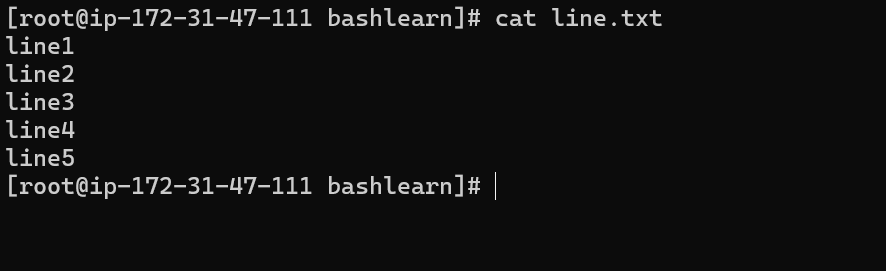 [root@ip-172-31-47-111 bashlearn]# cat line.txt
line1
line2
line3
line4
line5
[root@ip-172-31-47-111 bashlearn]#